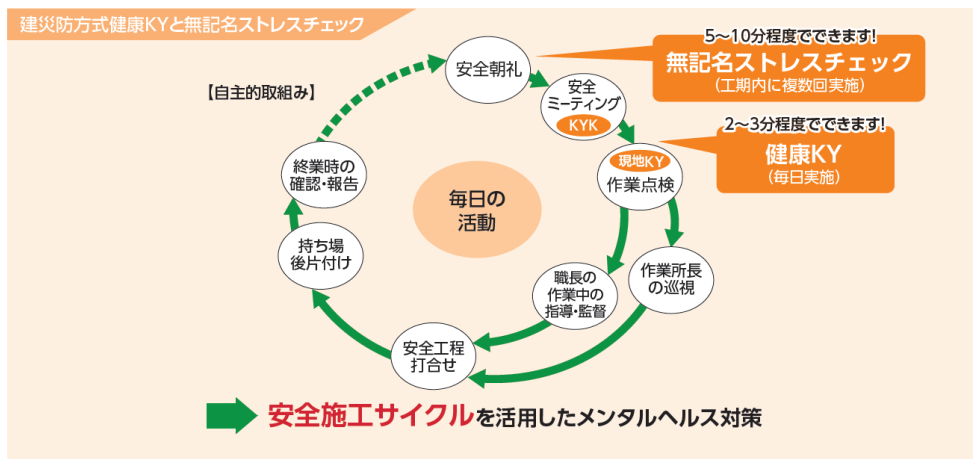 建災防方式健康KYと無記名ストレスチェック
5〜10分程度でできます!
無記名ストレスチェック
(工期内に複数回実施)
安全朝礼
【自主的取組み】
安全
ミーティング
KYK
2〜3分程度でできます!
健康KY
(毎日実施)
現地KY
作業点検
終業時の
確認・報告
毎日の
活動
持ち場
後片付け
職長の
作業中の
指導・監督
作業所長
の巡視
安全工程
打合せ
安全施工サイクルを活用したメンタルヘルス対策